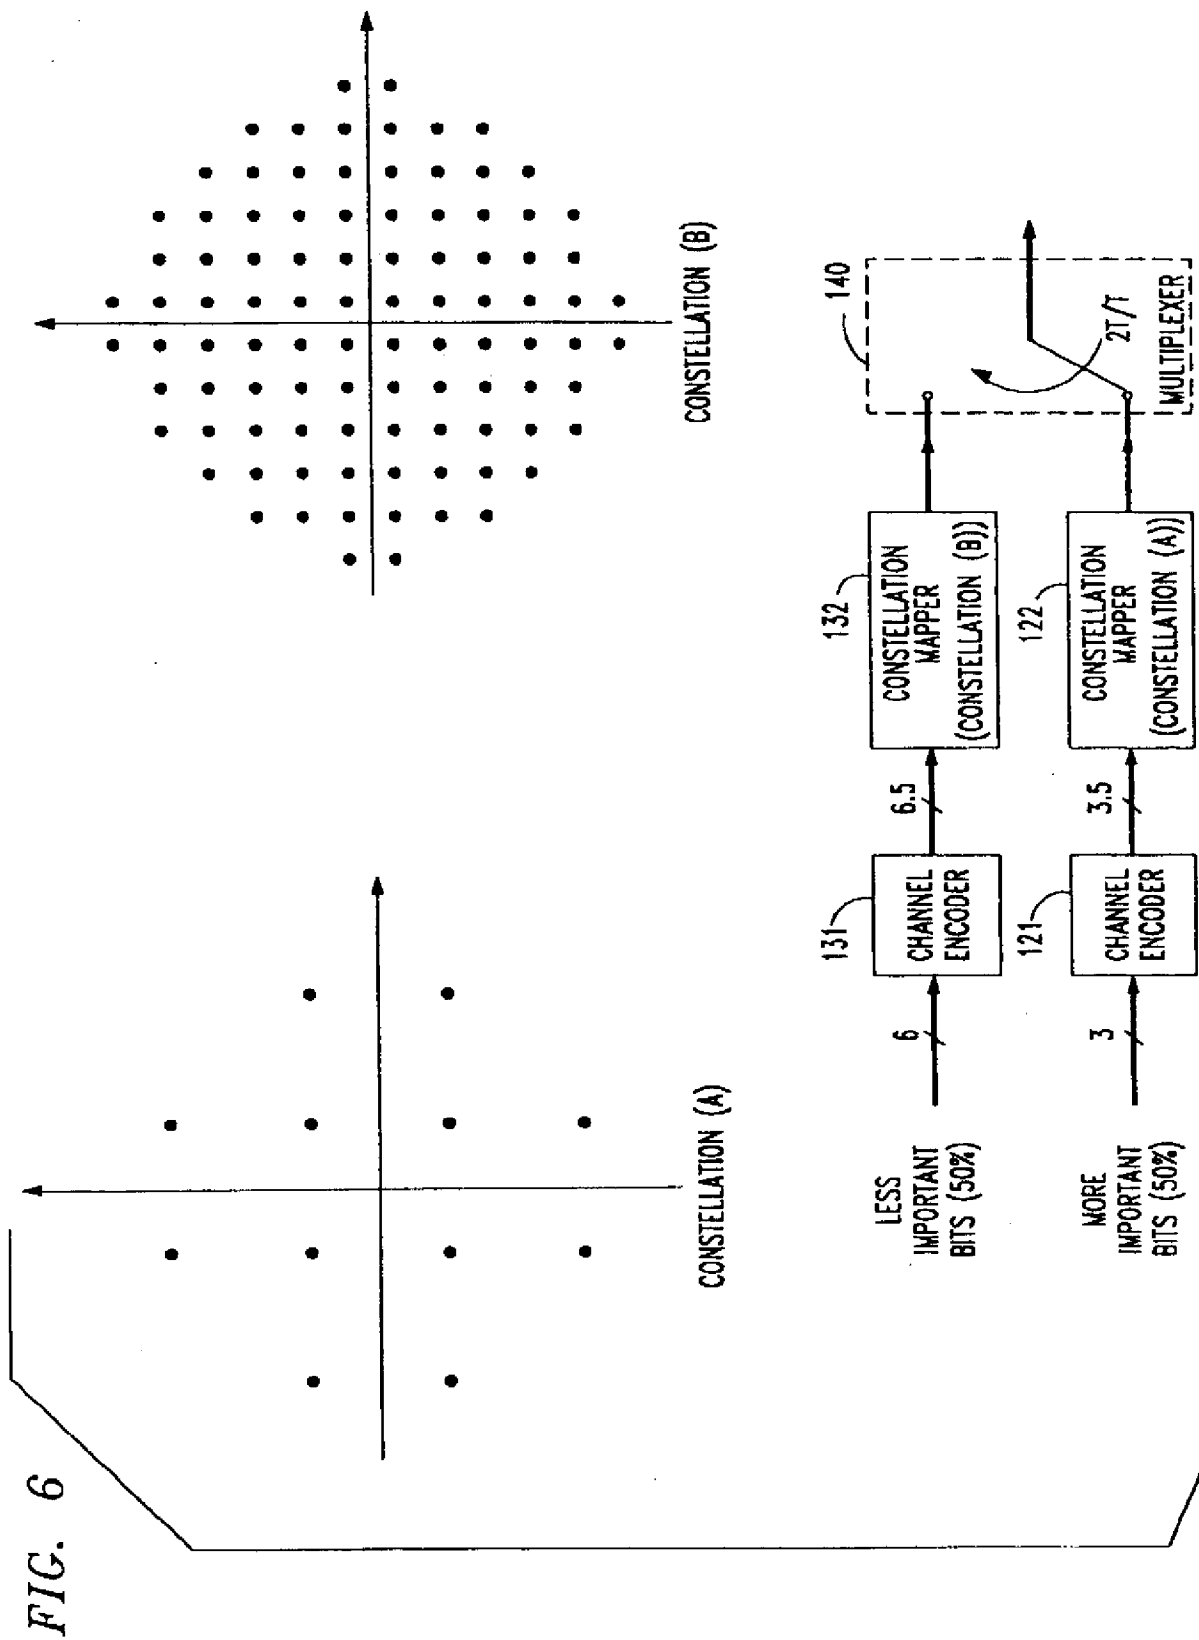 FIG. 6
CONSTELLATION (A)
CONSTELLATION (B)
LESS
IMPORTANT
BITS (50%)
6
131
CHANNEL
ENCODER
6.5
132
CONSTELLATION
MAPPER
(CONSTELLATION (B))
140
MORE
IMPORTANT
BITS (50%)
3
121
CHANNEL
ENCODER
3.5
122
CONSTELLATION
MAPPER
(CONSTELLATION (A))
2T/T
MULTIPLEXER